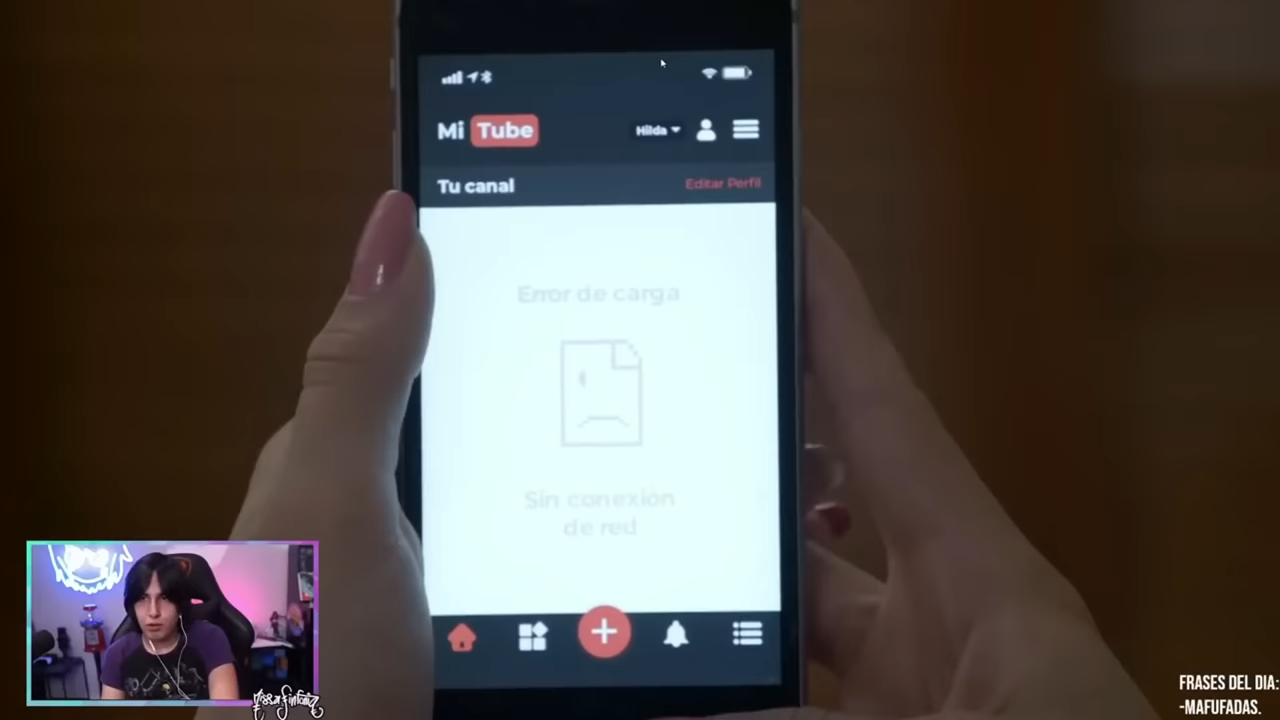 Mi Tube
Hilda
Tu canal
Editar Perfil
Error de carga
Sin conexión
de red
FRASES DEL DIA:
-MAFUFADAS.